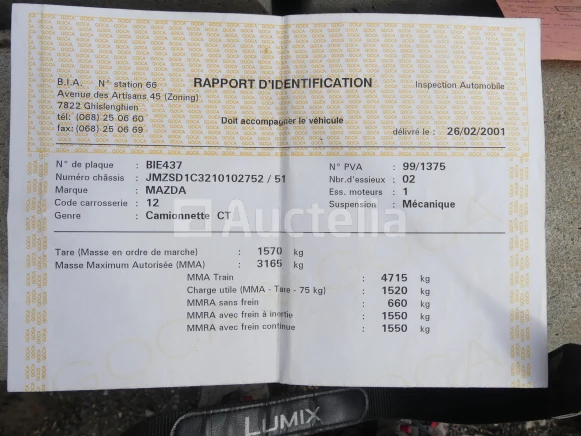 B.I.A. N° station 66 RAPPORT D'IDENTIFICATION Inspection Automobile
Avenue des Artisans 45 (Zoning)
7822 Ghislenghien
tél: (068) 25 06 60 Doit accompagner le véhicule
fax: (068) 25 06 69 délivré le : 26/02/2001
N° de plaque : BIE437 N° PVA : 99/1375
Numéro châssis : JMZSD1C3210102752 / 51 Nbr.d'essieux : 02
Marque : MAZDA Ess. moteurs : 1
Code carrosserie : 12 Suspension : Mécanique
Genre : Camionnette CT
Auctelia
Tare (Masse en ordre de marche) : 1570 kg
Masse Maximum Autorisée (MMA) : 3165 kg
MMA Train : 4715 kg
Charge utile (MMA - Tare - 75 kg) : 1520 kg
MMRA sans frein : 660 kg
MMRA avec frein à inertie : 1550 kg
MMRA avec frein continue : 1550 kg
LUMIX